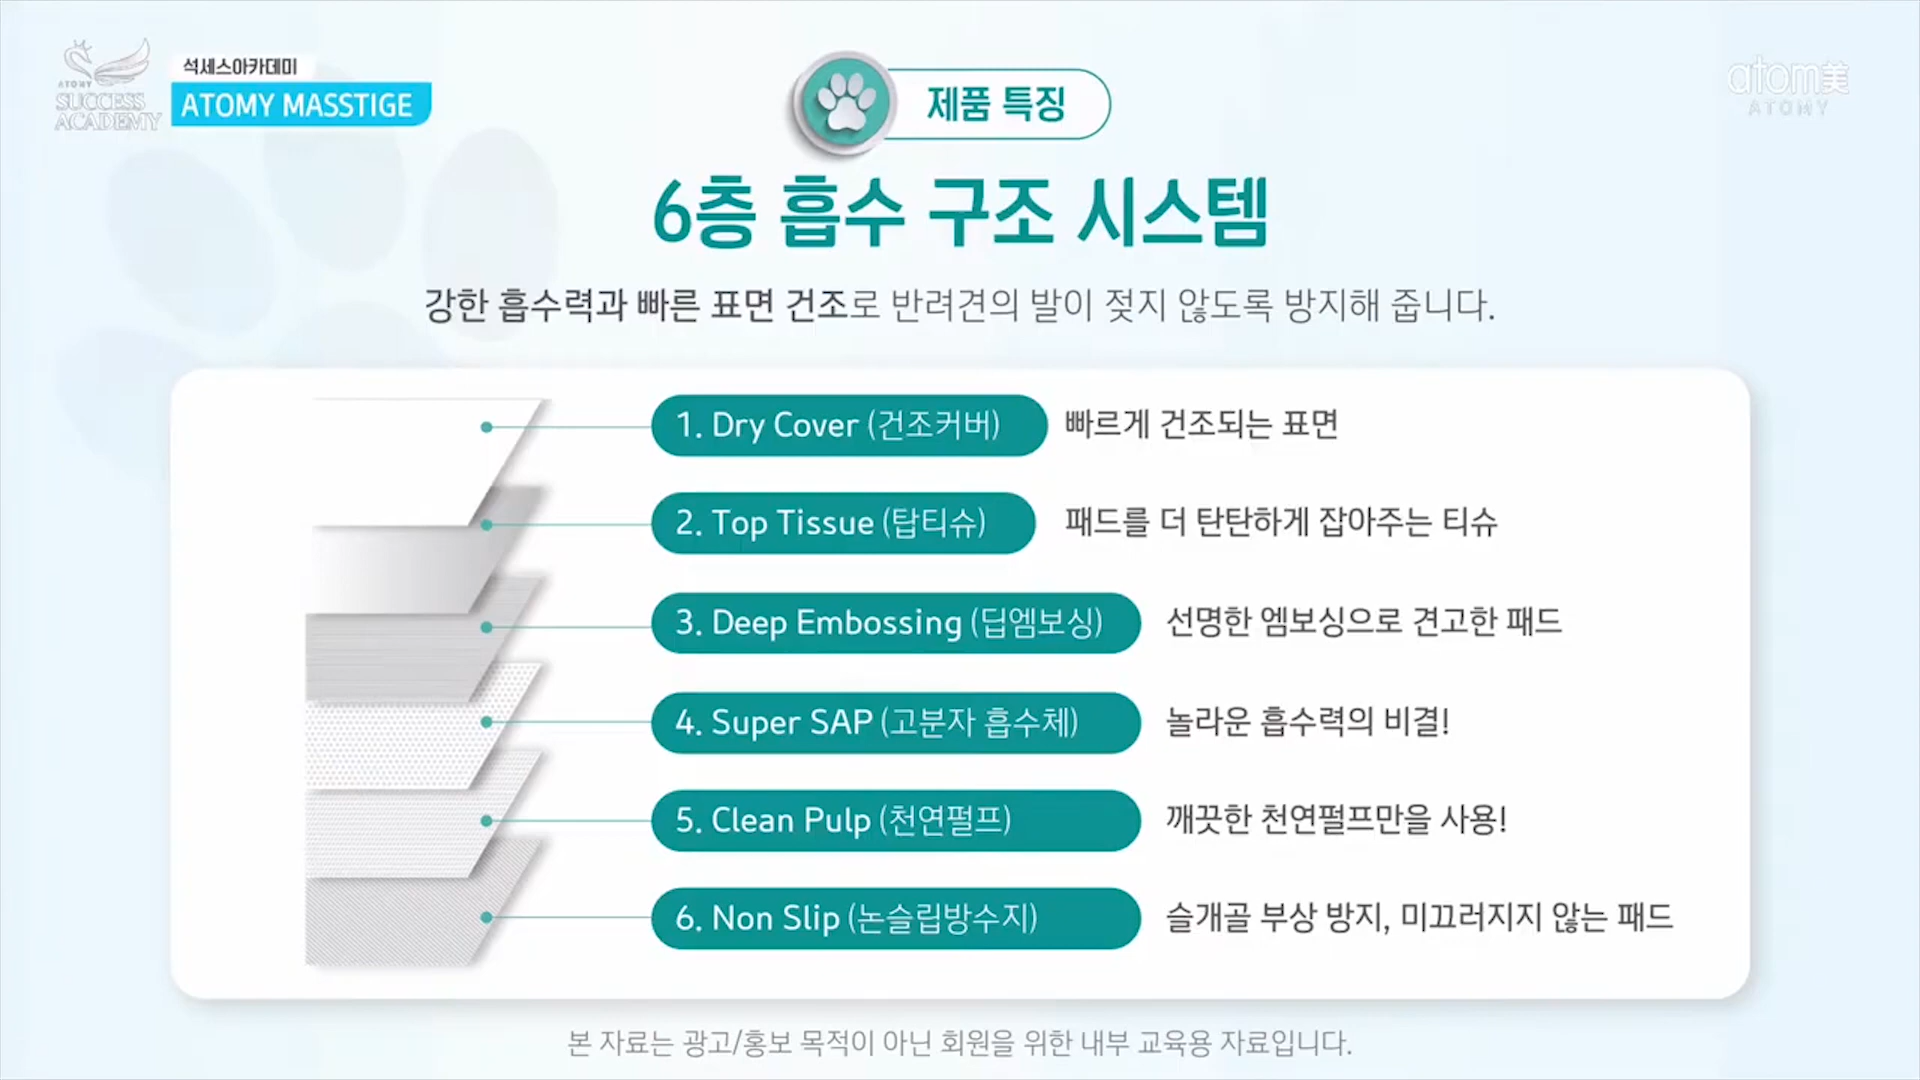 ATOMY
SUCCESS
ACADEMY
석세스아카데미
ATOMY MASSTIGE
제품 특징
atom美
ATOMY
6층 흡수 구조 시스템
강한 흡수력과 빠른 표면 건조로 반려견의 발이 젖지 않도록 방지해 줍니다.
1. Dry Cover (건조커버) 빠르게 건조되는 표면
2. Top Tissue (탑티슈) 패드를 더 탄탄하게 잡아주는 티슈
3. Deep Embossing (딥엠보싱) 선명한 엠보싱으로 견고한 패드
4. Super SAP (고분자 흡수체) 놀라운 흡수력의 비결!
5. Clean Pulp (천연펄프) 깨끗한 천연펄프만을 사용!
6. Non Slip (논슬립방수지) 슬개골 부상 방지, 미끄러지지 않는 패드
본 자료는 광고/홍보 목적이 아닌 회원을 위한 내부 교육용 자료입니다.